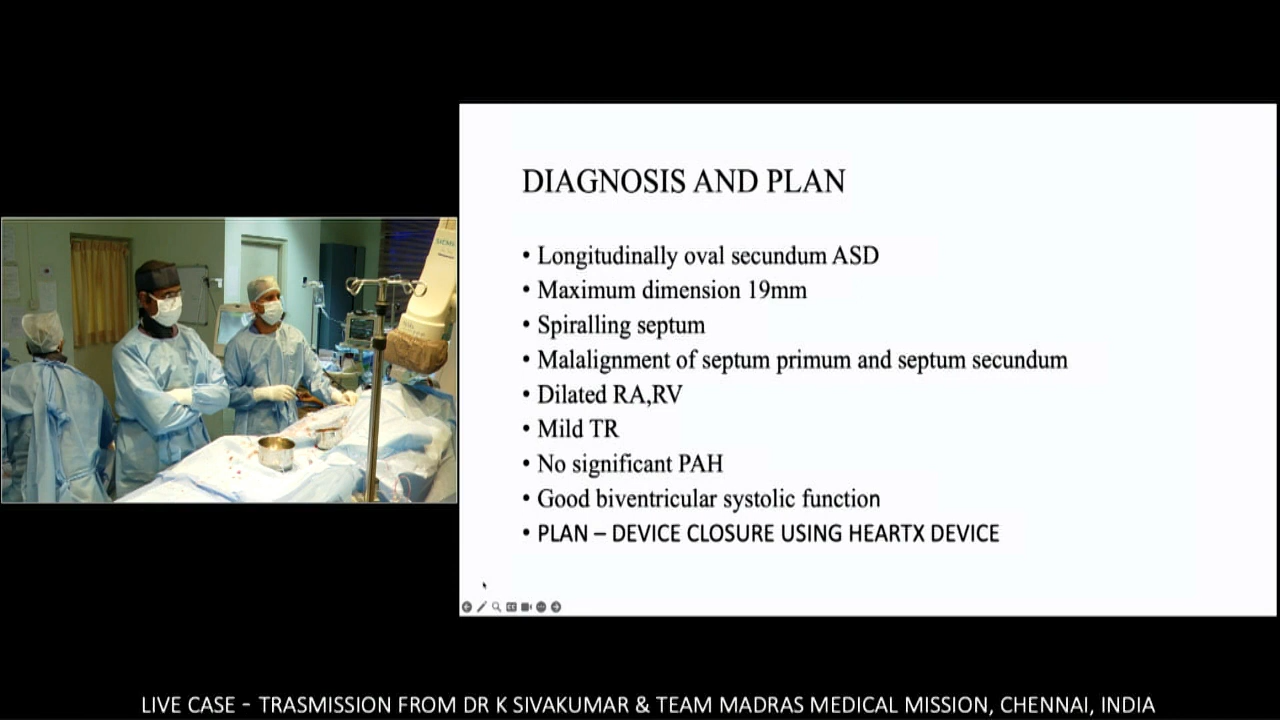 DIAGNOSIS AND PLAN
• Longitudinally oval secundum ASD
• Maximum dimension 19mm
• Spiralling septum
• Malalignment of septum primum and septum secundum
• Dilated RA,RV
• Mild TR
• No significant PAH
• Good biventricular systolic function
• PLAN – DEVICE CLOSURE USING HEARTX DEVICE
LIVE CASE - TRASMISSION FROM DR K SIVAKUMAR & TEAM MADRAS MEDICAL MISSION, CHENNAI, INDIA